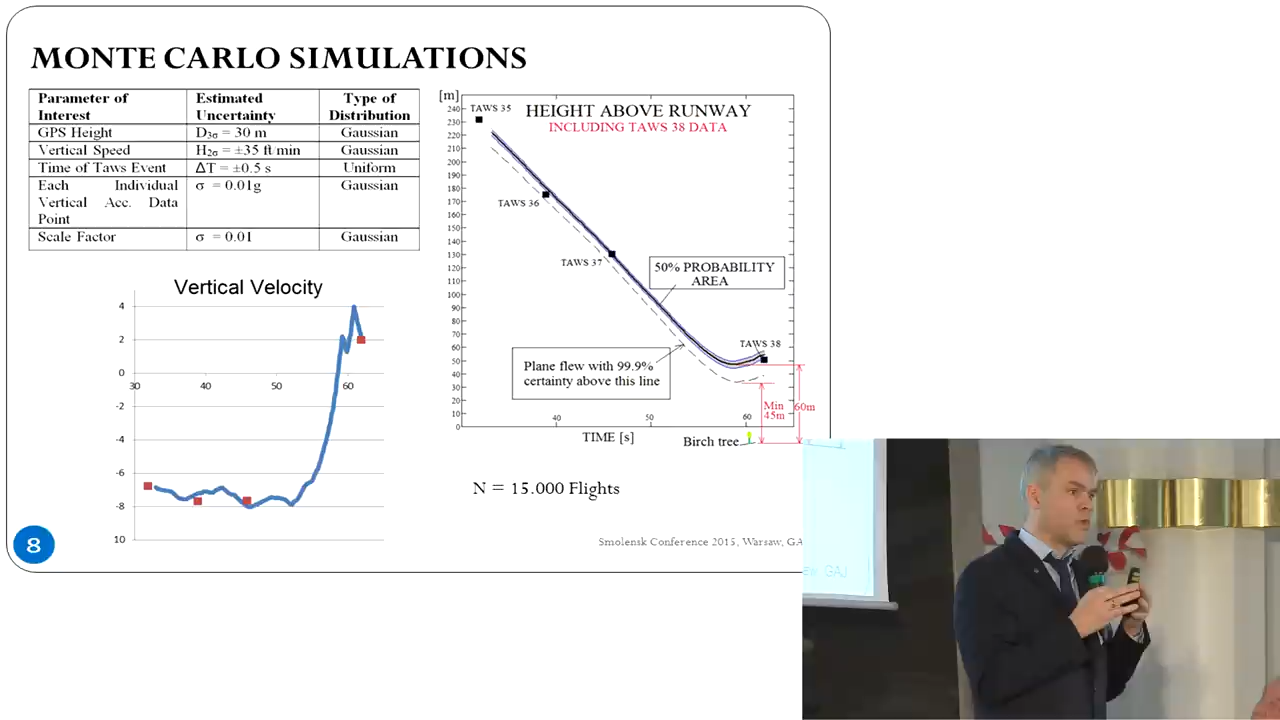 MONTE CARLO SIMULATIONS
Parameter of Interest
Estimated Uncertainty
Type of Distribution
GPS Height
D3σ = 30 m
Gaussian
Vertical Speed
H2σ = ±35 ft/min
Gaussian
Time of Taws Event
ΔT = ±0.5 s
Uniform
Each Individual
Vertical Acc. Data
Point
σ = 0.01g
Gaussian
Scale Factor
σ = 0.01
Gaussian
Vertical Velocity
4
2
0
-2
-4
-6
-8
10
30
40
50
60
[m]
240
230
220
210
200
190
180
170
160
150
140
130
120
110
100
90
80
70
60
50
40
30
20
10
0
TAWS 35
HEIGHT ABOVE RUNWAY
INCLUDING TAWS 38 DATA
TAWS 36
TAWS 37
50% PROBABILITY
AREA
TAWS 38
Plane flew with 99.9%
certainty above this line
Min
45m
60m
40
50
60
TIME [s]
Birch tree
N = 15.000 Flights
8
Smolensk Conference 2015, Warsaw, GA
GAJ